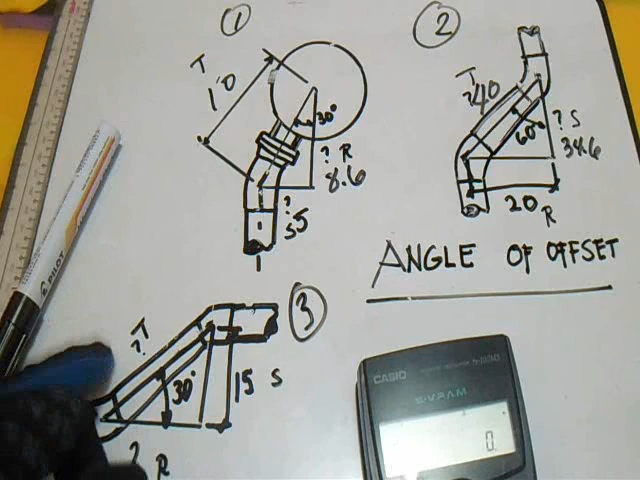 1
T
10
30°
? R
8.6
?
5 S
2
T
? 40
60°
? S
34.6
20 R
ANGLE OF OFFSET
3
? T
30°
15 S
? R
PILOT
CASIO
S-V.P.A.M.
0.